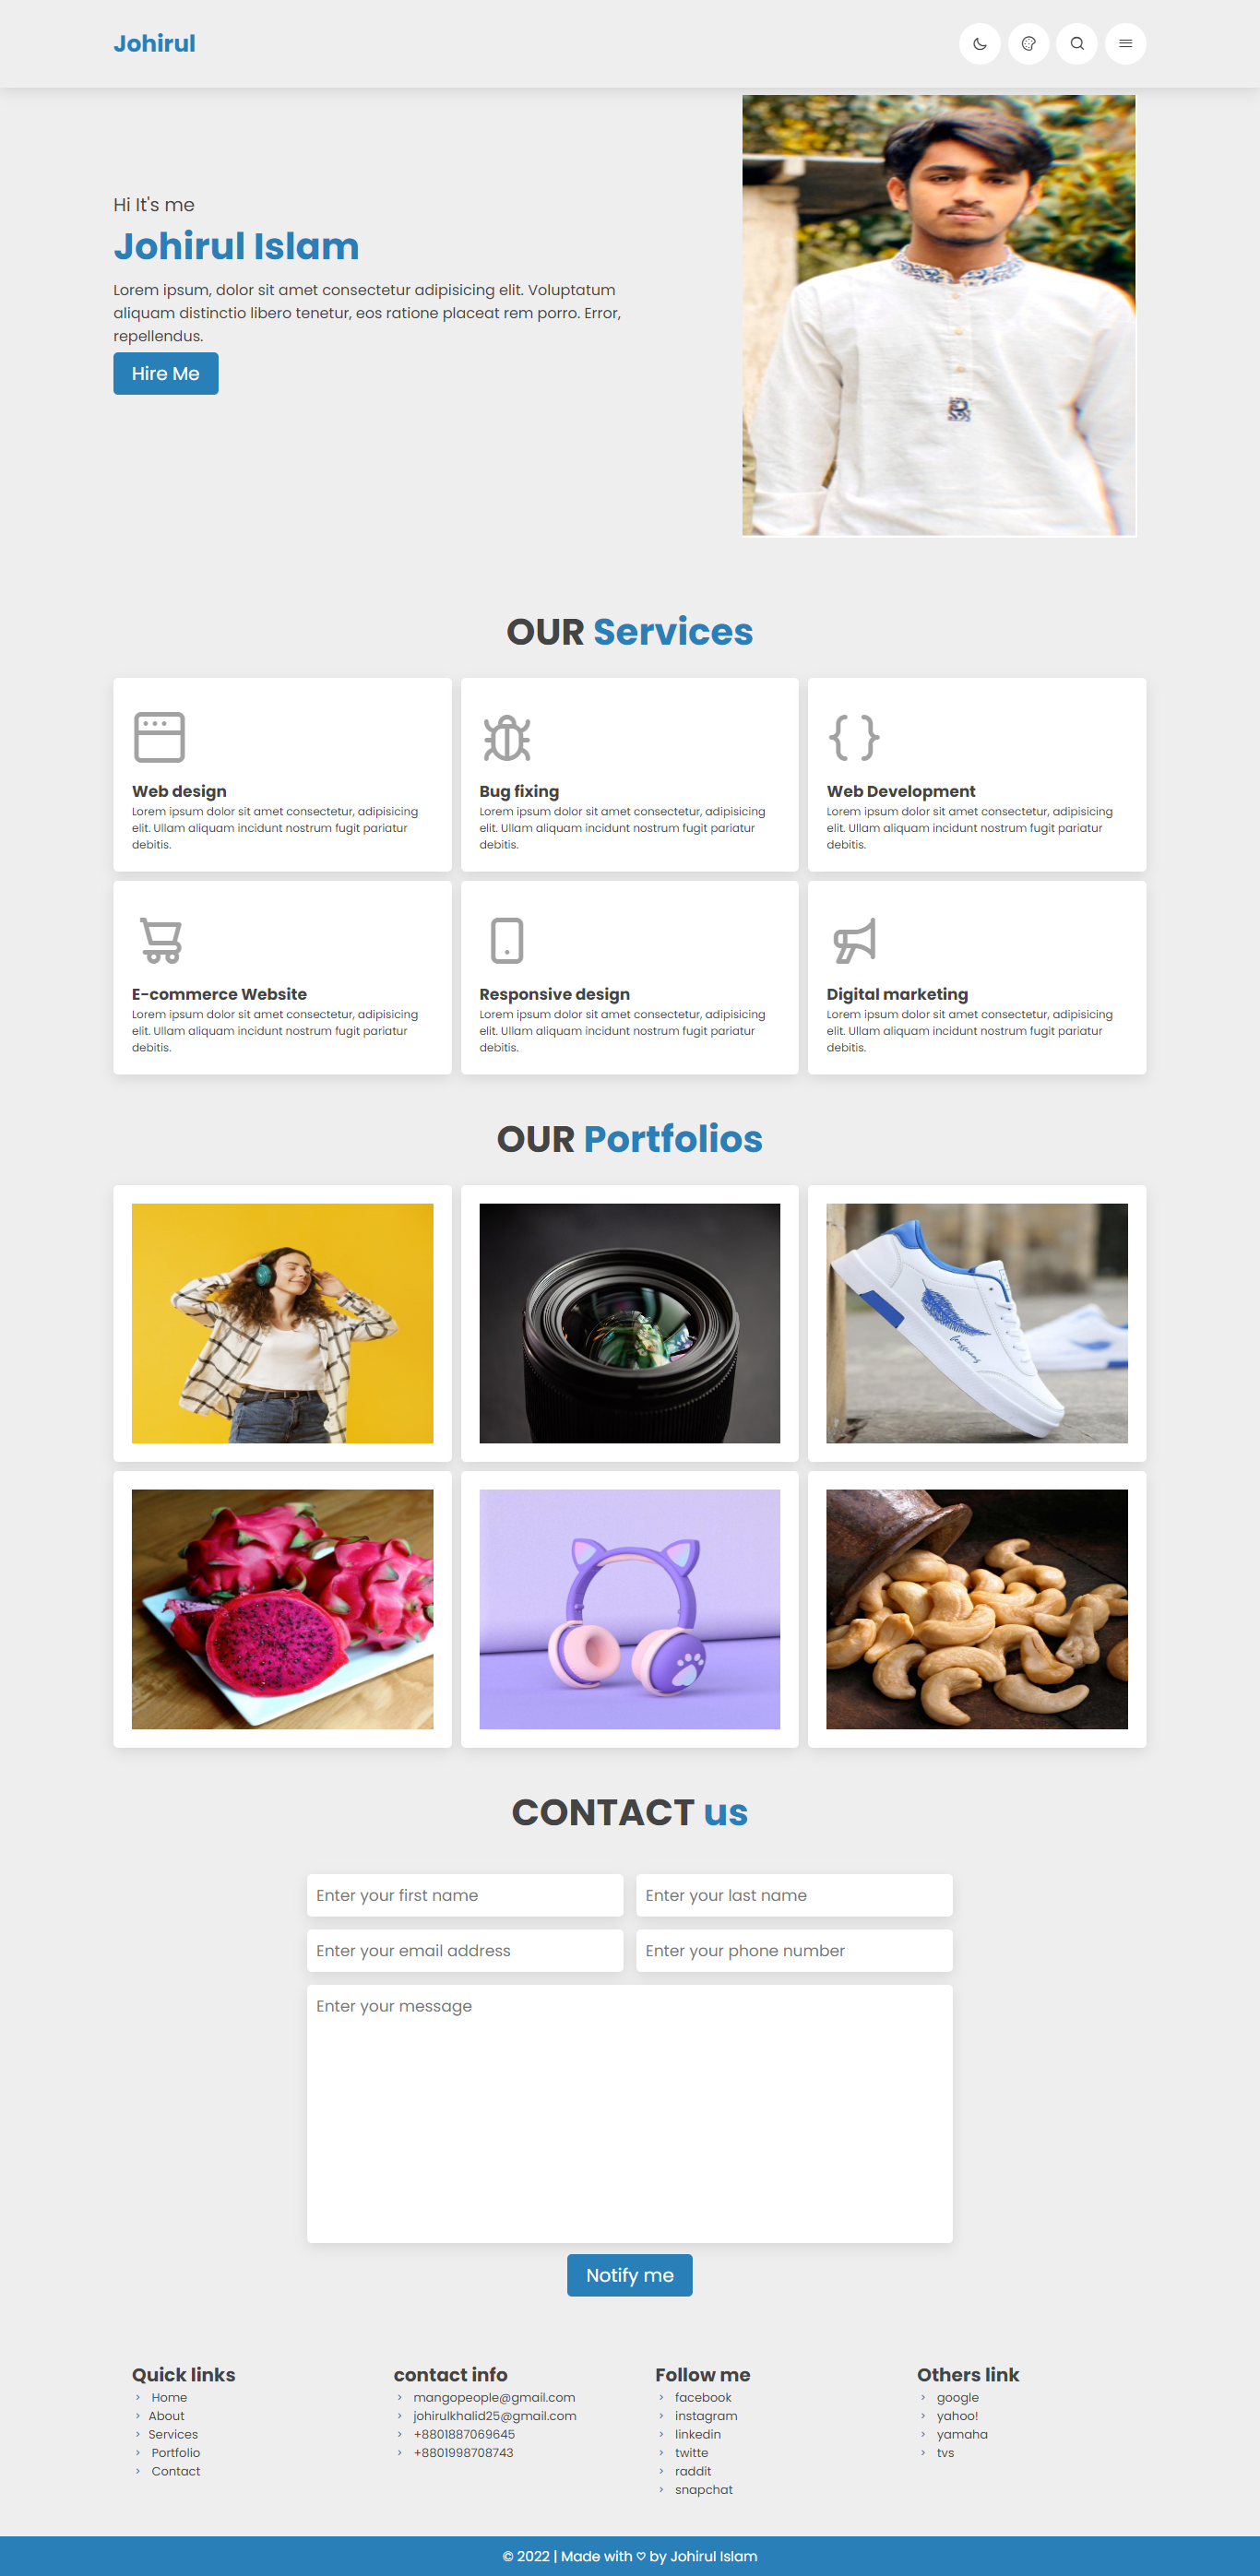 Johirul
Hi It's me
Johirul Islam
Lorem ipsum, dolor sit amet consectetur adipisicing elit. Voluptatum
aliquam distinctio libero tenetur, eos ratione placeat rem porro. Error,
repellendus.
Hire Me
OUR Services
Web design
Lorem ipsum dolor sit amet consectetur, adipisicing
elit. Ullam aliquam incidunt nostrum fugit pariatur
debitis.
Bug fixing
Lorem ipsum dolor sit amet consectetur, adipisicing
elit. Ullam aliquam incidunt nostrum fugit pariatur
debitis.
Web Development
Lorem ipsum dolor sit amet consectetur, adipisicing
elit. Ullam aliquam incidunt nostrum fugit pariatur
debitis.
E-commerce Website
Lorem ipsum dolor sit amet consectetur, adipisicing
elit. Ullam aliquam incidunt nostrum fugit pariatur
debitis.
Responsive design
Lorem ipsum dolor sit amet consectetur, adipisicing
elit. Ullam aliquam incidunt nostrum fugit pariatur
debitis.
Digital marketing
Lorem ipsum dolor sit amet consectetur, adipisicing
elit. Ullam aliquam incidunt nostrum fugit pariatur
debitis.
OUR Portfolios
CONTACT us
Enter your first name
Enter your last name
Enter your email address
Enter your phone number
Enter your message
Notify me
Quick links
Home
About
Services
Portfolio
Contact
contact info
mangopeople@gmail.com
johirulkhalid25@gmail.com
+8801887069645
+8801998708743
Follow me
facebook
instagram
linkedin
twitte
raddit
snapchat
Others link
google
yahoo!
yamaha
tvs
© 2022 | Made with ♡ by Johirul Islam